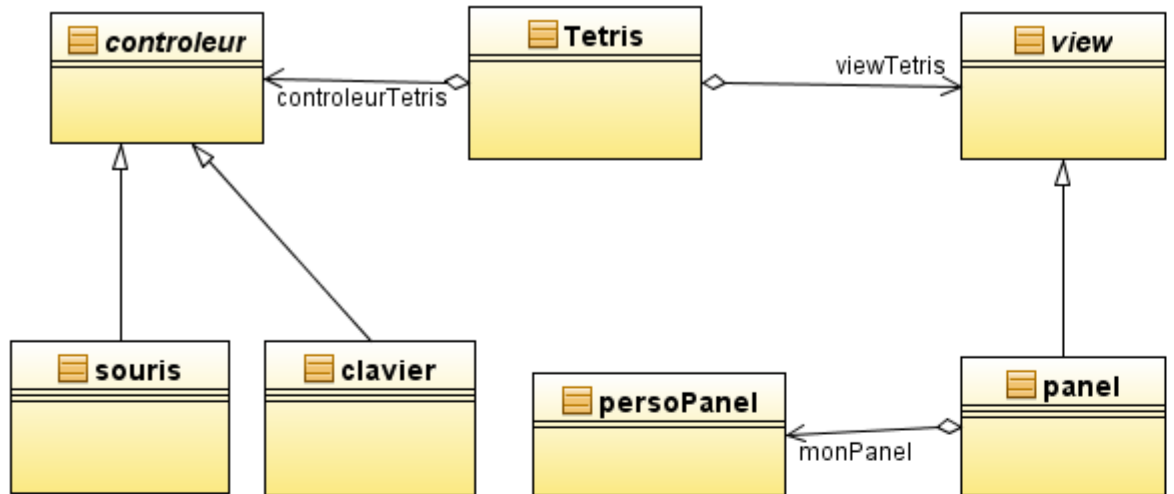 controleur
Tetris
view
controleurTetris
viewTetris
souris
clavier
persoPanel
panel
monPanel